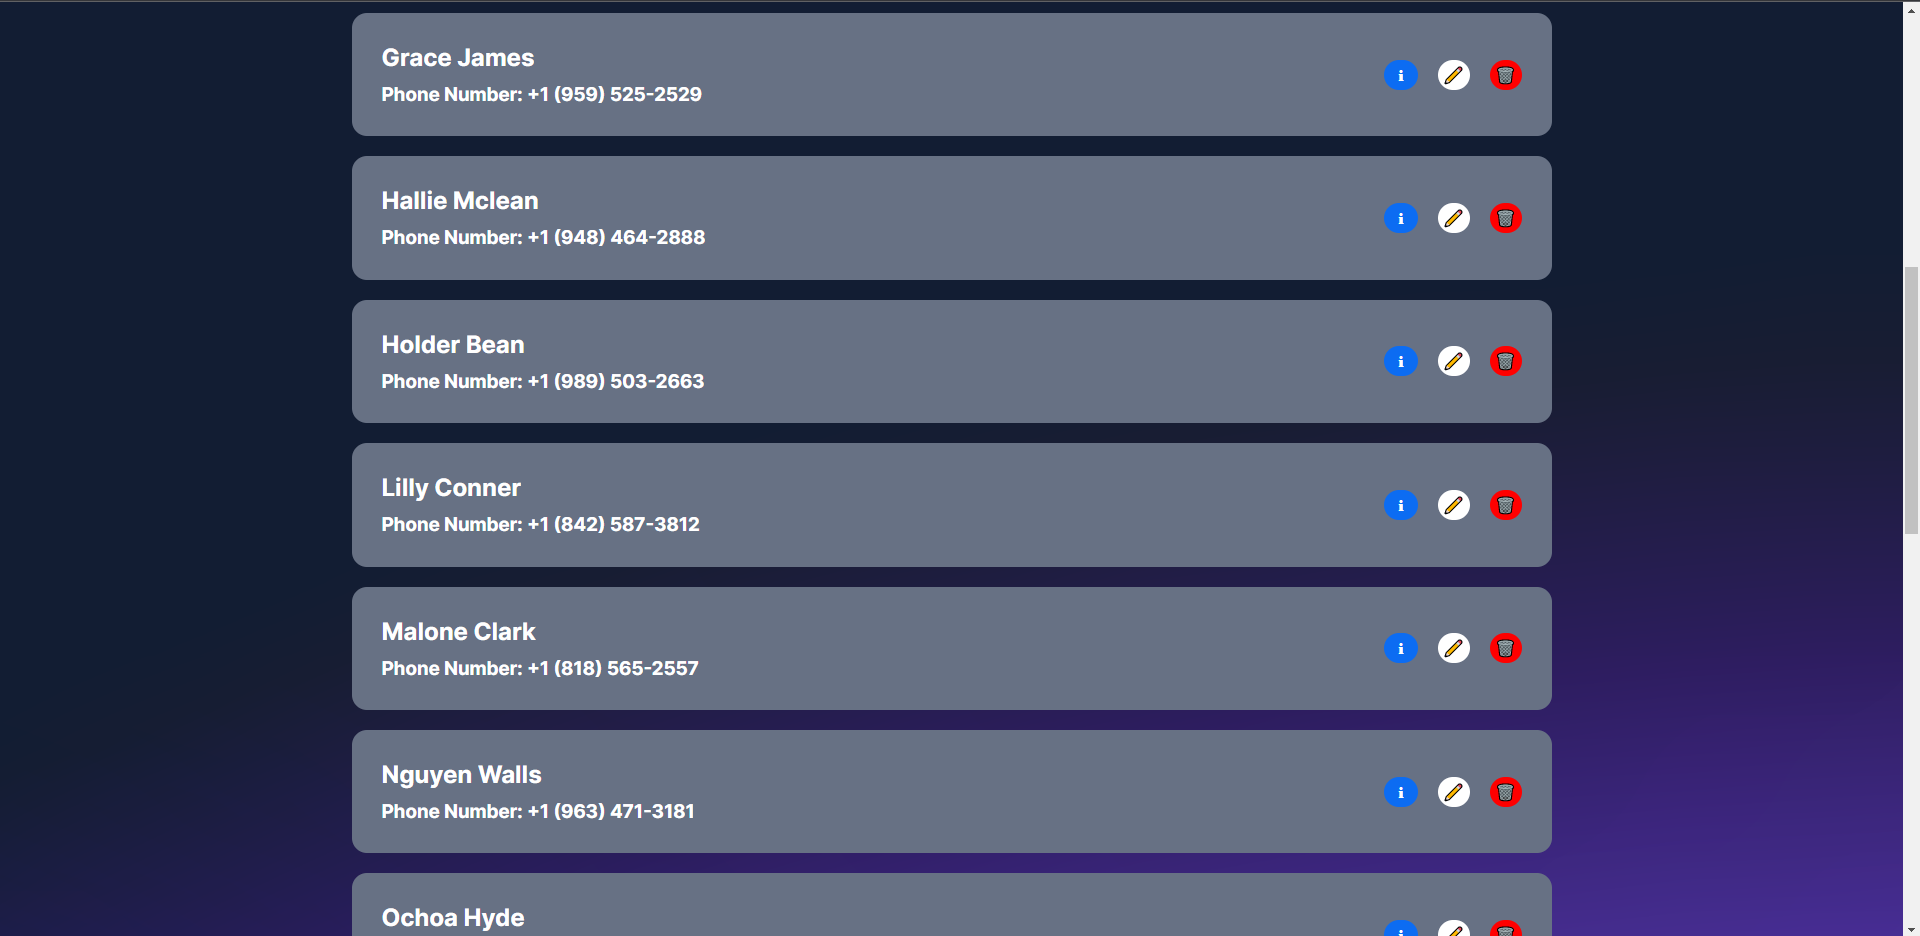 Grace James
Phone Number: +1 (959) 525-2529
Hallie Mclean
Phone Number: +1 (948) 464-2888
Holder Bean
Phone Number: +1 (989) 503-2663
Lilly Conner
Phone Number: +1 (842) 587-3812
Malone Clark
Phone Number: +1 (818) 565-2557
Nguyen Walls
Phone Number: +1 (963) 471-3181
Ochoa Hyde